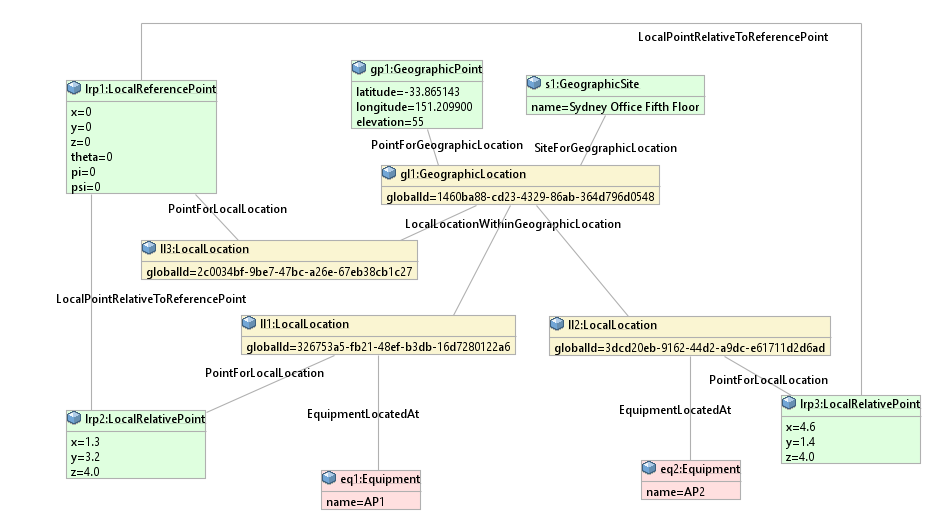 LocalPointRelativeToReferencePoint
lrp1:LocalReferencePoint
x=0
y=0
z=0
theta=0
pi=0
psi=0
gp1:GeographicPoint
latitude=-33.865143
longitude=151.209900
elevation=55
s1:GeographicSite
name=Sydney Office Fifth Floor
PointForGeographicLocation
SiteForGeographicLocation
gl1:GeographicLocation
globalId=1460ba88-cd23-4329-86ab-364d796d0548
PointForLocalLocation
LocalLocationWithinGeographicLocation
ll3:LocalLocation
globalId=2c0034bf-9be7-47bc-a26e-67eb38cb1c27
LocalPointRelativeToReferencePoint
ll1:LocalLocation
globalId=326753a5-fb21-48ef-b3db-16d7280122a6
ll2:LocalLocation
globalId=3dcd20eb-9162-44d2-a9dc-e61711d2d6ad
PointForLocalLocation
PointForLocalLocation
EquipmentLocatedAt
EquipmentLocatedAt
lrp2:LocalRelativePoint
x=1.3
y=3.2
z=4.0
lrp3:LocalRelativePoint
x=4.6
y=1.4
z=4.0
eq1:Equipment
name=AP1
eq2:Equipment
name=AP2